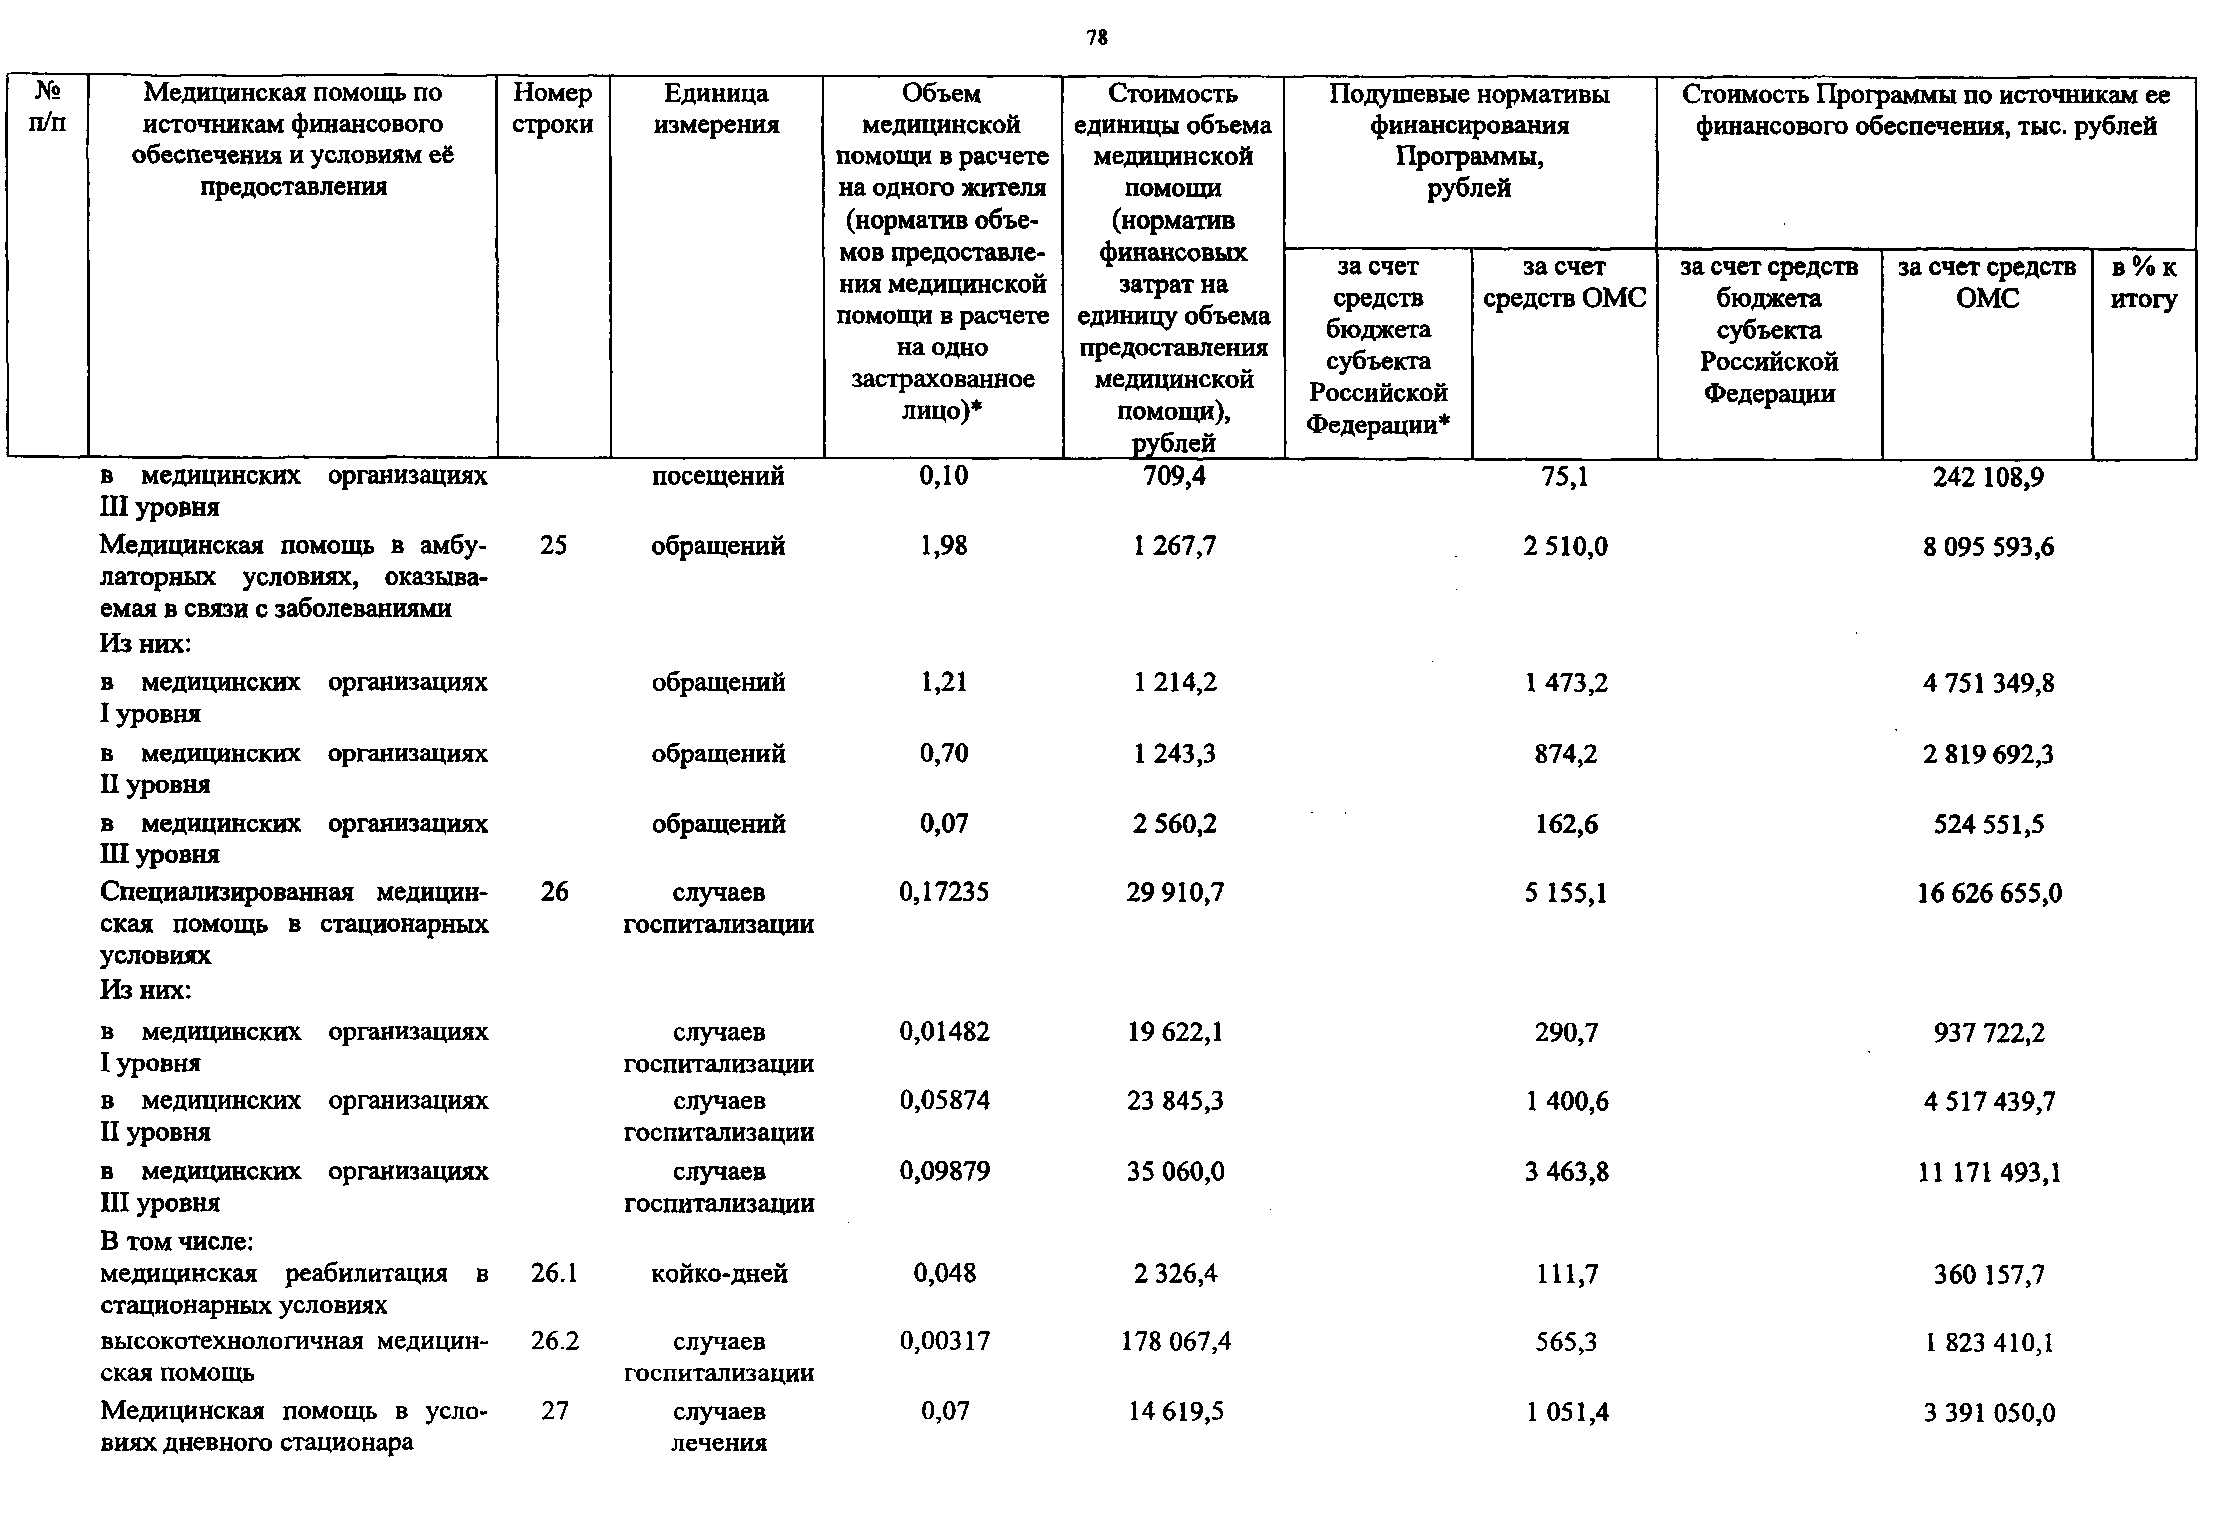 78
№
п/п
Медицинская помощь по
источникам финансового
обеспечения и условиям её
предоставления
Номер
строки
Единица
измерения
Объем
медицинской
помощи в расчете
на одного жителя
(норматив объе-
мов предоставле-
ния медицинской
помощи в расчете
на одно
застрахованное
лицо)*
Стоимость
единицы объема
медицинской
помощи
(норматив
финансовых
затрат на
единицу объема
предоставления
медицинской
помощи),
рублей
Подушевые нормативы
финансирования
Программы,
рублей
Стоимость Программы по источникам ее
финансового обеспечения, тыс. рублей
за счет
средств
бюджета
субъекта
Российской
Федерации*
за счет
средств ОМС
за счет средств
бюджета
субъекта
Российской
Федерации
за счет средств
ОМС
в % к
итогу
в медицинских организациях посещений 0,10 709,4 75,1 242 108,9
III уровня
Медицинская помощь в амбу- 25 обращений 1,98 1 267,7 2 510,0 8 095 593,6
латорных условиях, оказыва-
емая в связи с заболеваниями
Из них:
в медицинских организациях обращений 1,21 1 214,2 1 473,2 4 751 349,8
I уровня
в медицинских организациях обращений 0,70 1 243,3 874,2 2 819 692,3
II уровня
в медицинских организациях обращений 0,07 2 560,2 162,6 524 551,5
III уровня
Специализированная медицин- 26 случаев 0,17235 29 910,7 5 155,1 16 626 655,0
ская помощь в стационарных госпитализации
условиях
Из них:
в медицинских организациях случаев 0,01482 19 622,1 290,7 937 722,2
I уровня госпитализации
в медицинских организациях случаев 0,05874 23 845,3 1 400,6 4 517 439,7
II уровня госпитализации
в медицинских организациях случаев 0,09879 35 060,0 3 463,8 11 171 493,1
III уровня госпитализации
В том числе:
медицинская реабилитация в 26.1 койко-дней 0,048 2 326,4 111,7 360 157,7
стационарных условиях
высокотехнологичная медицин- 26.2 случаев 0,00317 178 067,4 565,3 1 823 410,1
ская помощь госпитализации
Медицинская помощь в усло- 27 случаев 0,07 14 619,5 1 051,4 3 391 050,0
виях дневного стационара лечения